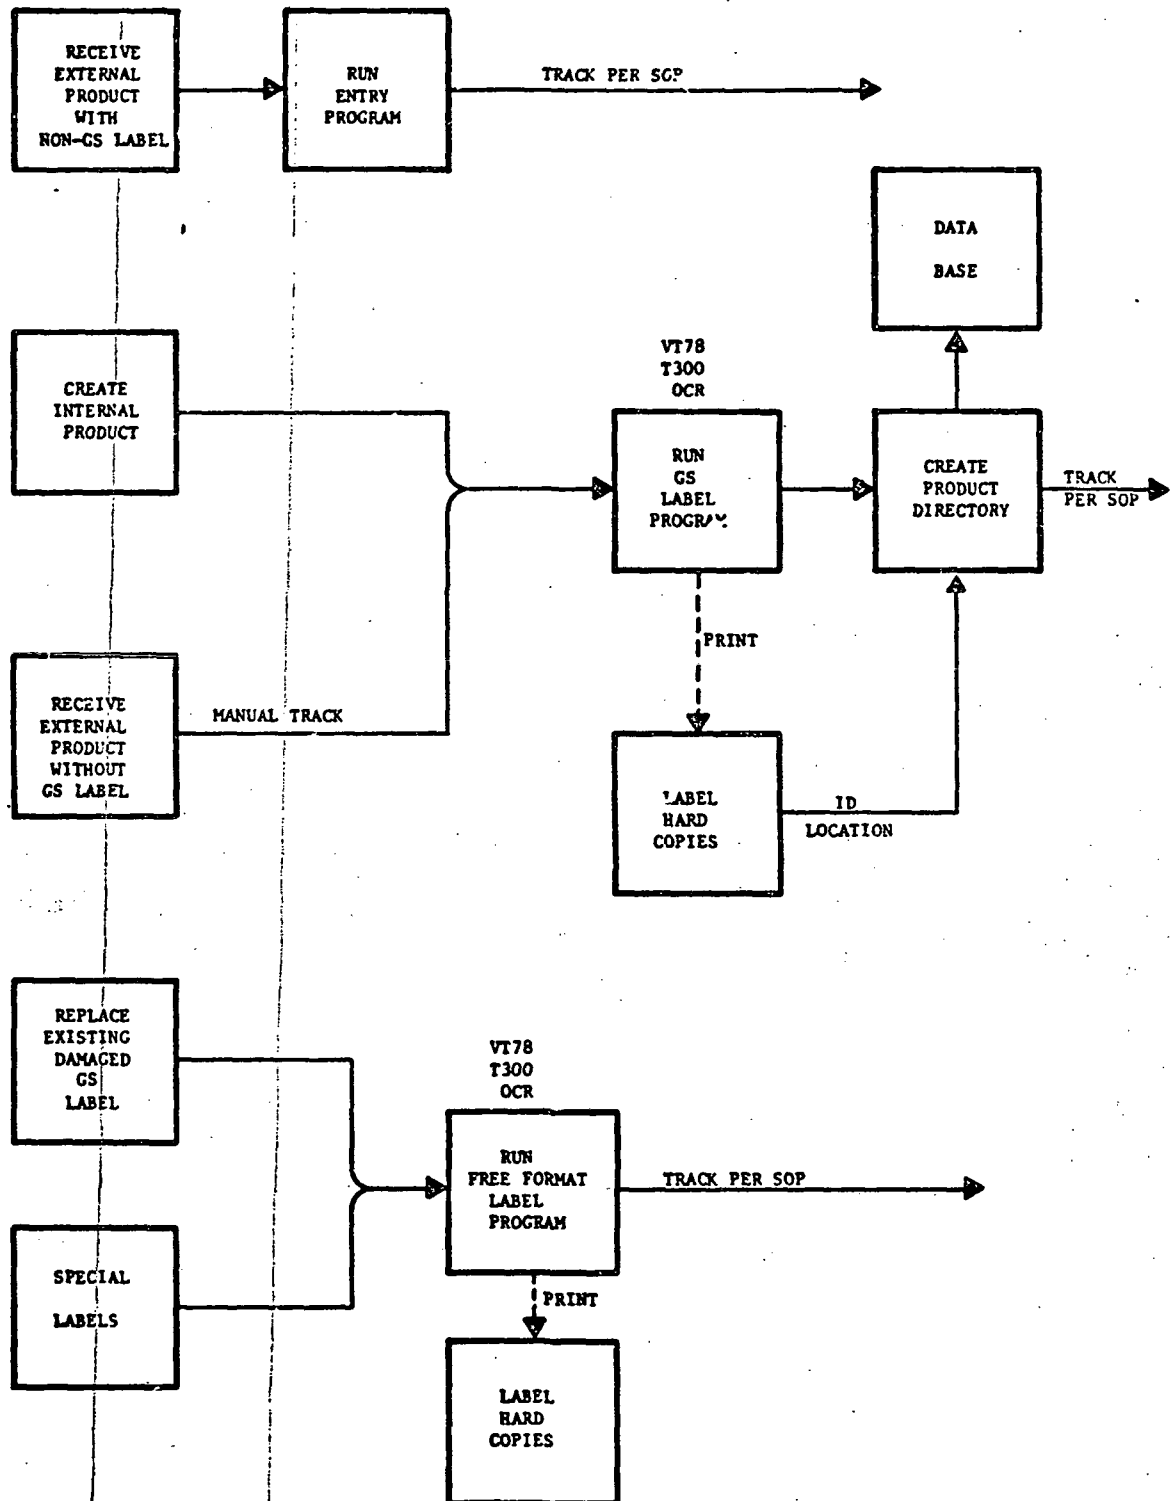 RECEIVE
EXTERNAL
PRODUCT
WITH
NON-GS LABEL
RUN
ENTRY
PROGRAM
TRACK PER SOP
DATA
BASE
CREATE
INTERNAL
PRODUCT
VT78
T300
OCR
RUN
GS
LABEL
PROGRAM
CREATE
PRODUCT
DIRECTORY
TRACK
PER SOP
PRINT
RECEIVE
EXTERNAL
PRODUCT
WITHOUT
GS LABEL
MANUAL TRACK
LABEL
HARD
COPIES
ID
LOCATION
REPLACE
EXISTING
DAMAGED
GS
LABEL
VT78
T300
OCR
RUN
FREE FORMAT
LABEL
PROGRAM
TRACK PER SOP
SPECIAL
LABELS
PRINT
LABEL
HARD
COPIES